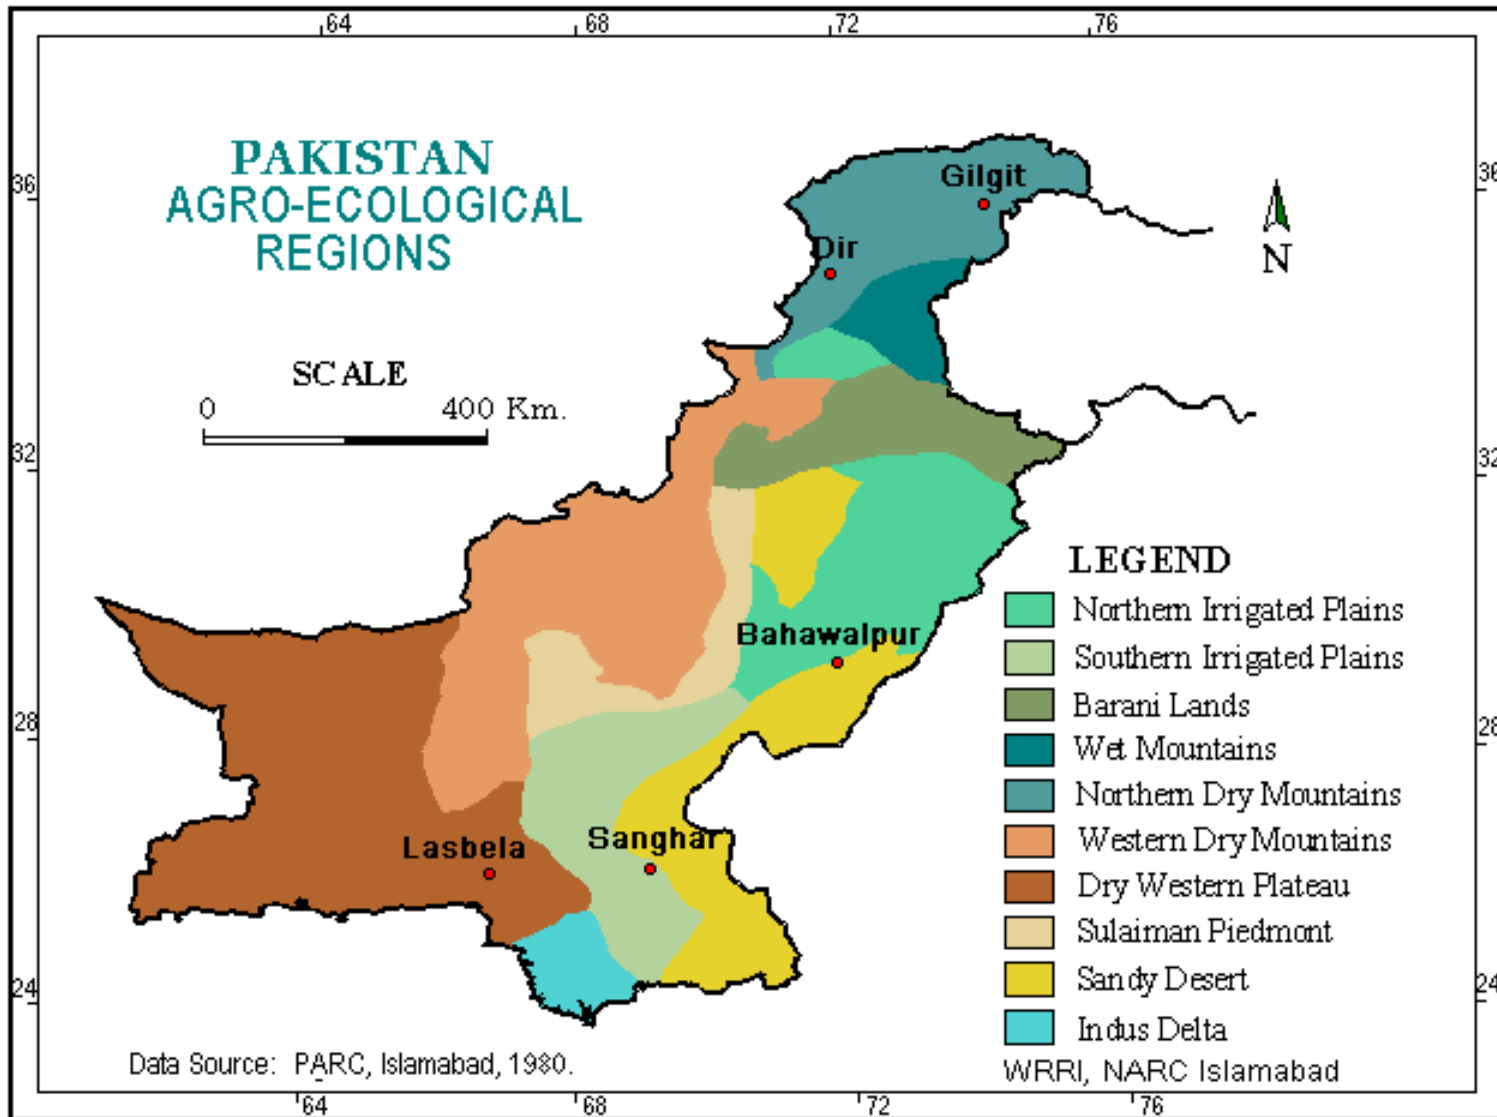 64 68 72 76
PAKISTAN
AGRO-ECOLOGICAL
REGIONS
Gilgit
36 36
Dir
N
SCALE
0 400 Km.
32 32
LEGEND
Northern Irrigated Plains
Bahawalpur
Southern Irrigated Plains
Barani Lands
28 28
Wet Mountains
Northern Dry Mountains
Western Dry Mountains
Sanghar
Lasbela
Dry Western Plateau
Sulaiman Piedmont
Sandy Desert
24 24
Indus Delta
Data Source: PARC, Islamabad, 1980.
WRRI, NARC Islamabad
64 68 72 76